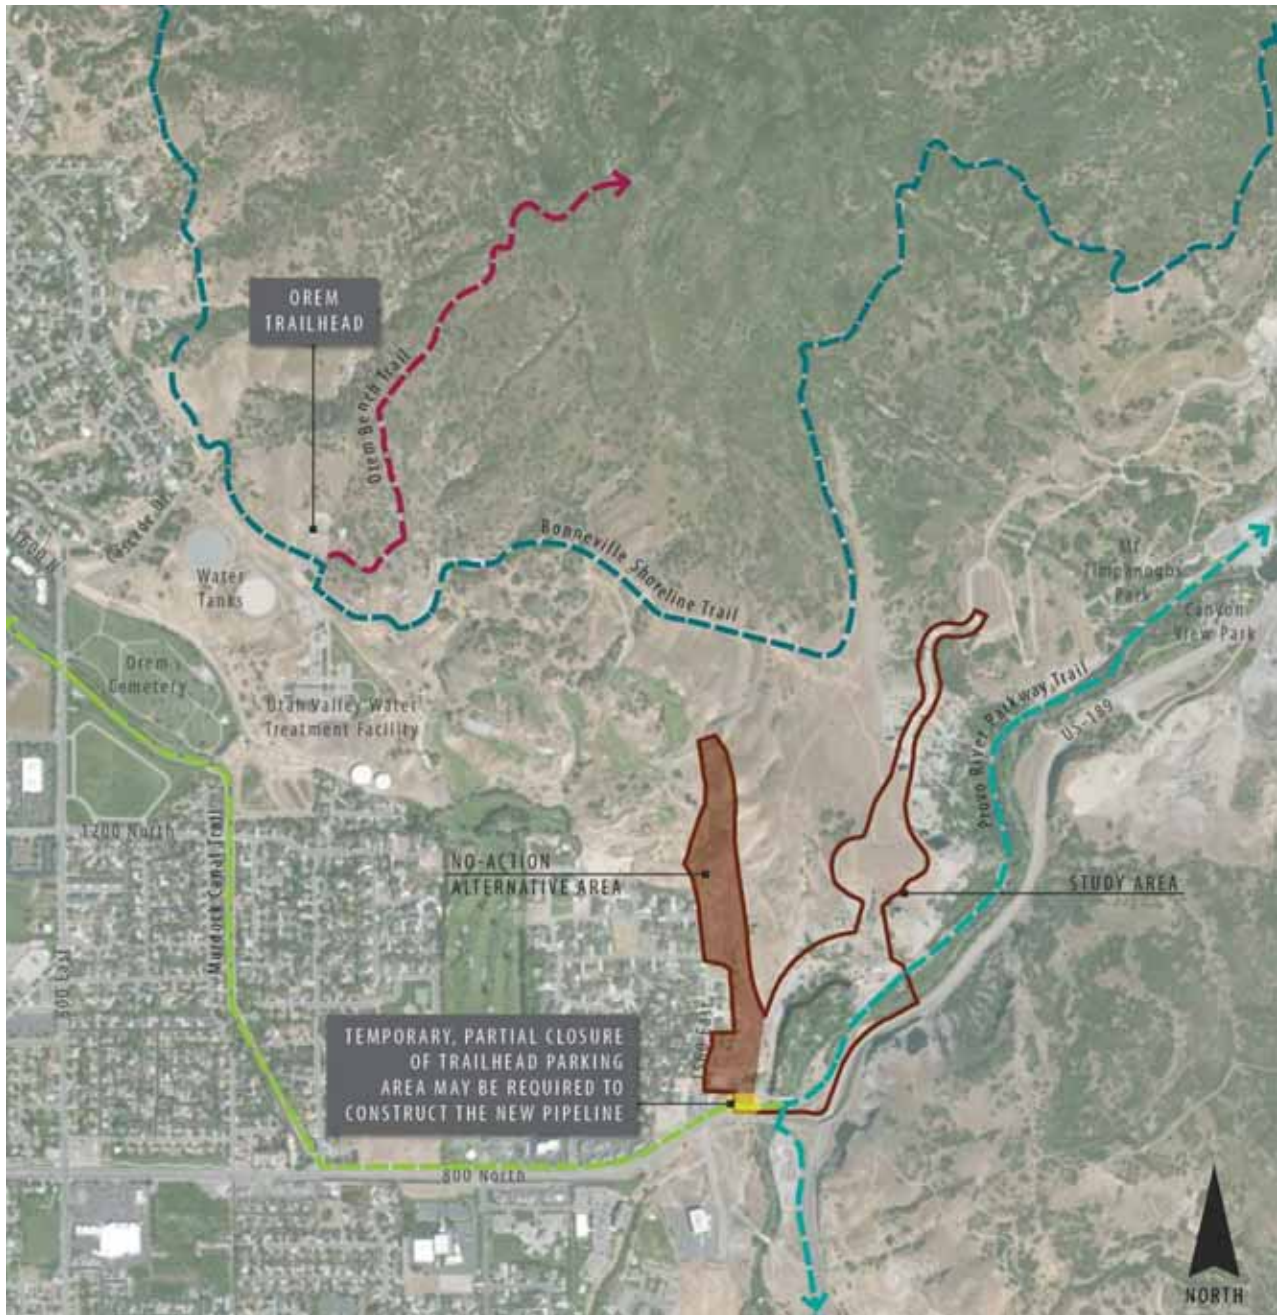 OREM
TRAILHEAD
Orem Bench Trail
Bonneville Shoreline Trail
1600 N
Water
Tanks
Orem
Cemetery
Utah Valley Water
Treatment Facility
Mt
Timpanogos
Park
Canyon
View Park
Provo River Parkway Trail
US-189
1200 North
Murdock Canal Trail
800 East
NO-ACTION
ALTERNATIVE AREA
STUDY AREA
TEMPORARY, PARTIAL CLOSURE
OF TRAILHEAD PARKING
AREA MAY BE REQUIRED TO
CONSTRUCT THE NEW PIPELINE
800 North
NORTH